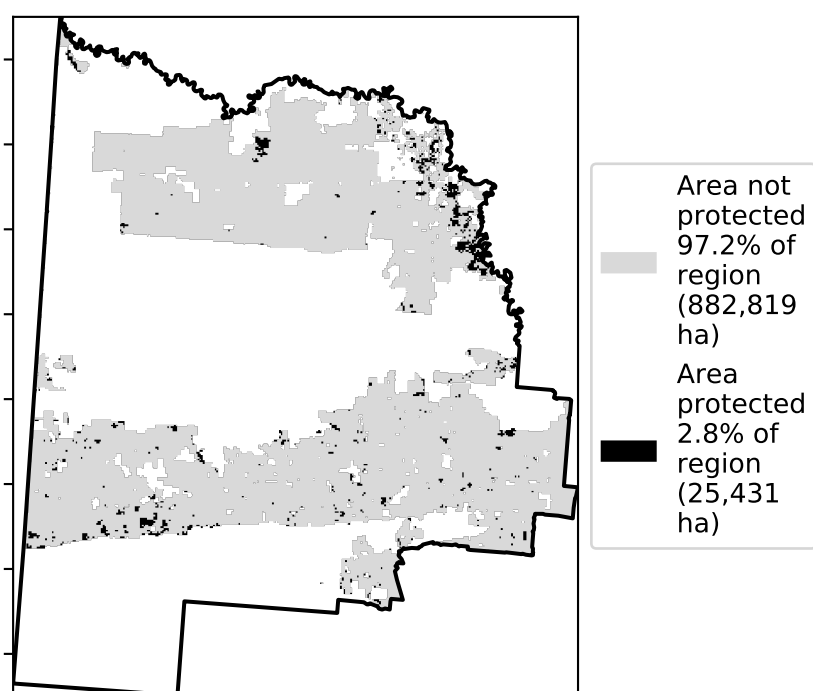 Area not
protected
97.2% of
region
(882,819
ha)
Area
protected
2.8% of
region
(25,431
ha)